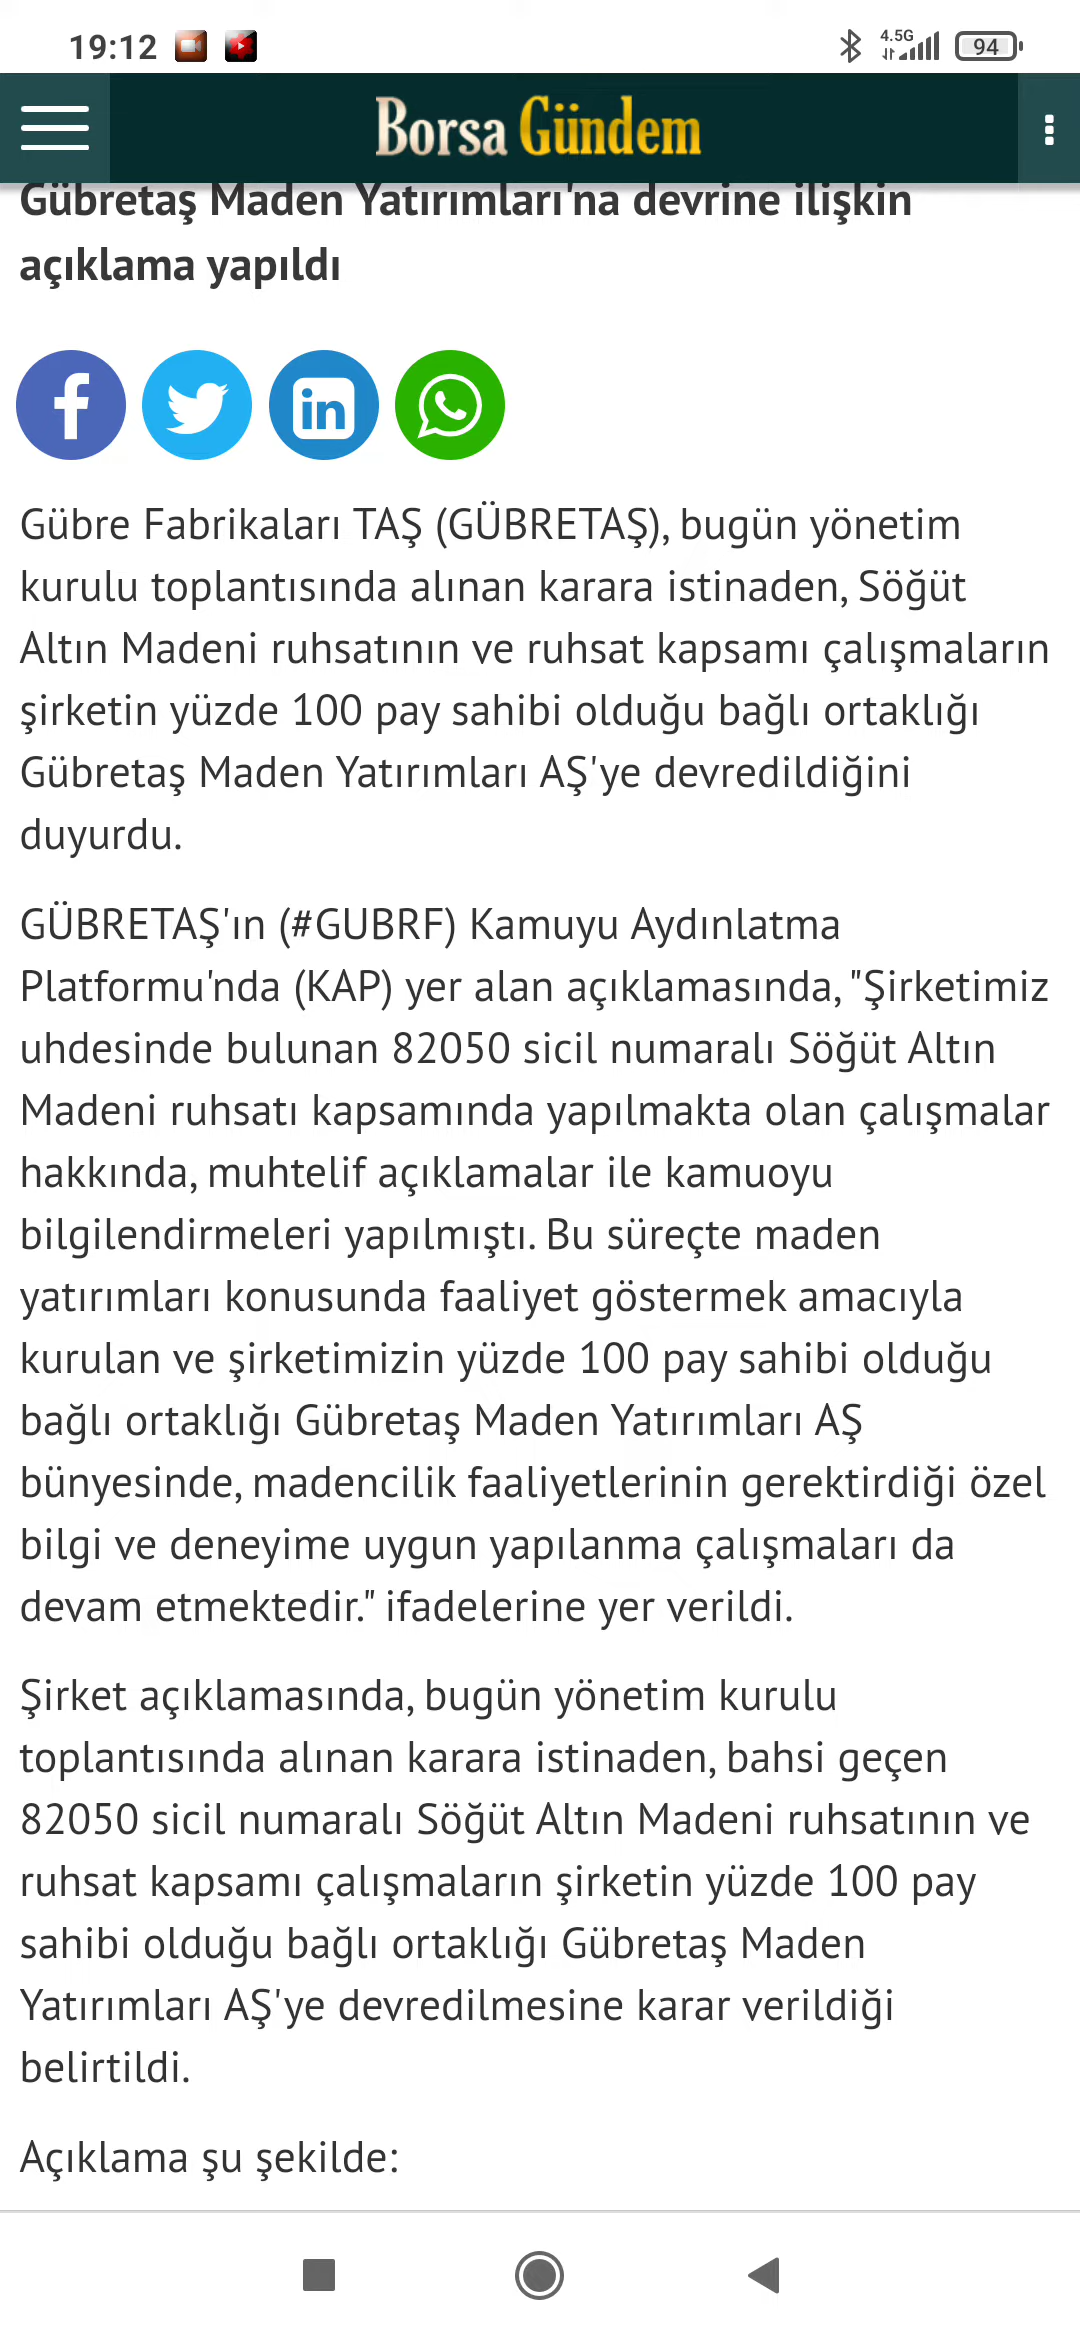 19:12
4.5G
94
Borsa Gündem
Gübretaş Maden Yatırımları'na devrine ilişkin
açıklama yapıldı
Gübre Fabrikaları TAŞ (GÜBRETAŞ), bugün yönetim
kurulu toplantısında alınan karara istinaden, Söğüt
Altın Madeni ruhsatının ve ruhsat kapsamı çalışmaların
şirketin yüzde 100 pay sahibi olduğu bağlı ortaklığı
Gübretaş Maden Yatırımları AŞ'ye devredildiğini
duyurdu.
GÜBRETAŞ'ın (#GUBRF) Kamuyu Aydınlatma
Platformu'nda (KAP) yer alan açıklamasında, "Şirketimiz
uhdesinde bulunan 82050 sicil numaralı Söğüt Altın
Madeni ruhsatı kapsamında yapılmakta olan çalışmalar
hakkında, muhtelif açıklamalar ile kamuoyu
bilgilendirmeleri yapılmıştı. Bu süreçte maden
yatırımları konusunda faaliyet göstermek amacıyla
kurulan ve şirketimizin yüzde 100 pay sahibi olduğu
bağlı ortaklığı Gübretaş Maden Yatırımları AŞ
bünyesinde, madencilik faaliyetlerinin gerektirdiği özel
bilgi ve deneyime uygun yapılanma çalışmaları da
devam etmektedir." ifadelerine yer verildi.
Şirket açıklamasında, bugün yönetim kurulu
toplantısında alınan karara istinaden, bahsi geçen
82050 sicil numaralı Söğüt Altın Madeni ruhsatının ve
ruhsat kapsamı çalışmaların şirketin yüzde 100 pay
sahibi olduğu bağlı ortaklığı Gübretaş Maden
Yatırımları AŞ'ye devredilmesine karar verildiği
belirtildi.
Açıklama şu şekilde: